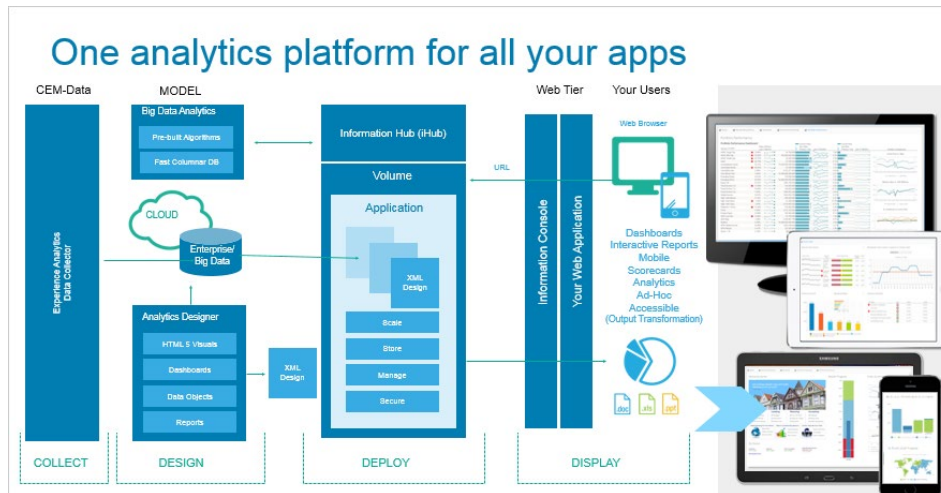 One analytics platform for all your apps
CEM-Data
MODEL
Web Tier
Your Users
Big Data Analytics
Pre-built Algorithms
Fast Columnar DB
Information Hub (iHub)
Web Browser
URL
Volume
Application
CLOUD
Enterprise/
Big Data
XML
Design
Experience Analytics
Data Collector
Information Console
Your Web Application
Dashboards
Interactive Reports
Mobile
Scorecards
Analytics
Ad-Hoc
Accessible
(Output Transformation)
Analytics Designer
HTML 5 Visuals
Dashboards
Data Objects
Reports
XML
Design
Scale
Store
Manage
Secure
.doc
.xls
.ppt
SAMSUNG
COLLECT
DESIGN
DEPLOY
DISPLAY